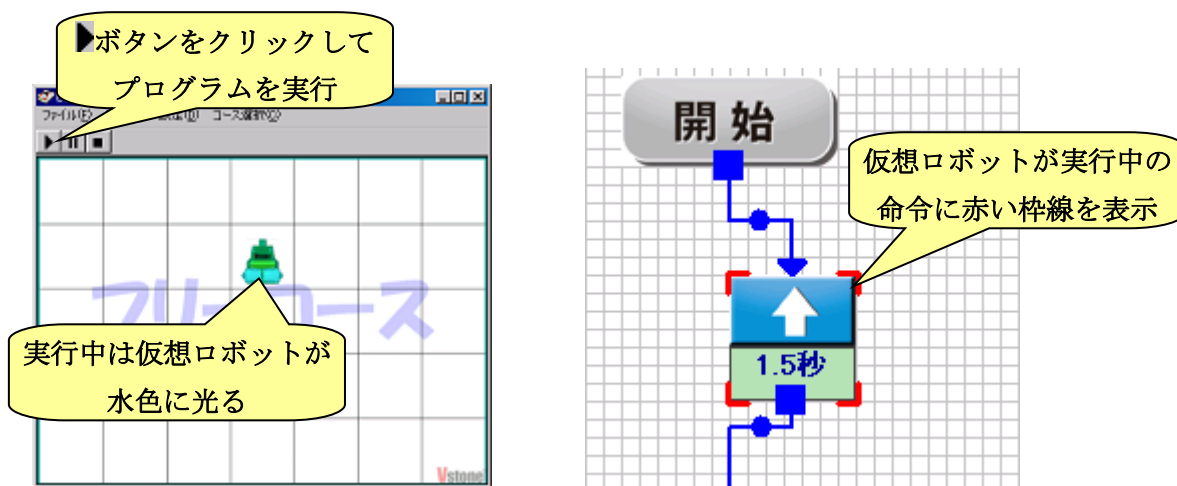 ▶ボタンをクリックして
プログラムを実行
ファイル(F)
コース選択(C)
フリーコース
実行中は仮想ロボットが
水色に光る
Vstone
開始
仮想ロボットが実行中の
命令に赤い枠線を表示
1.5秒